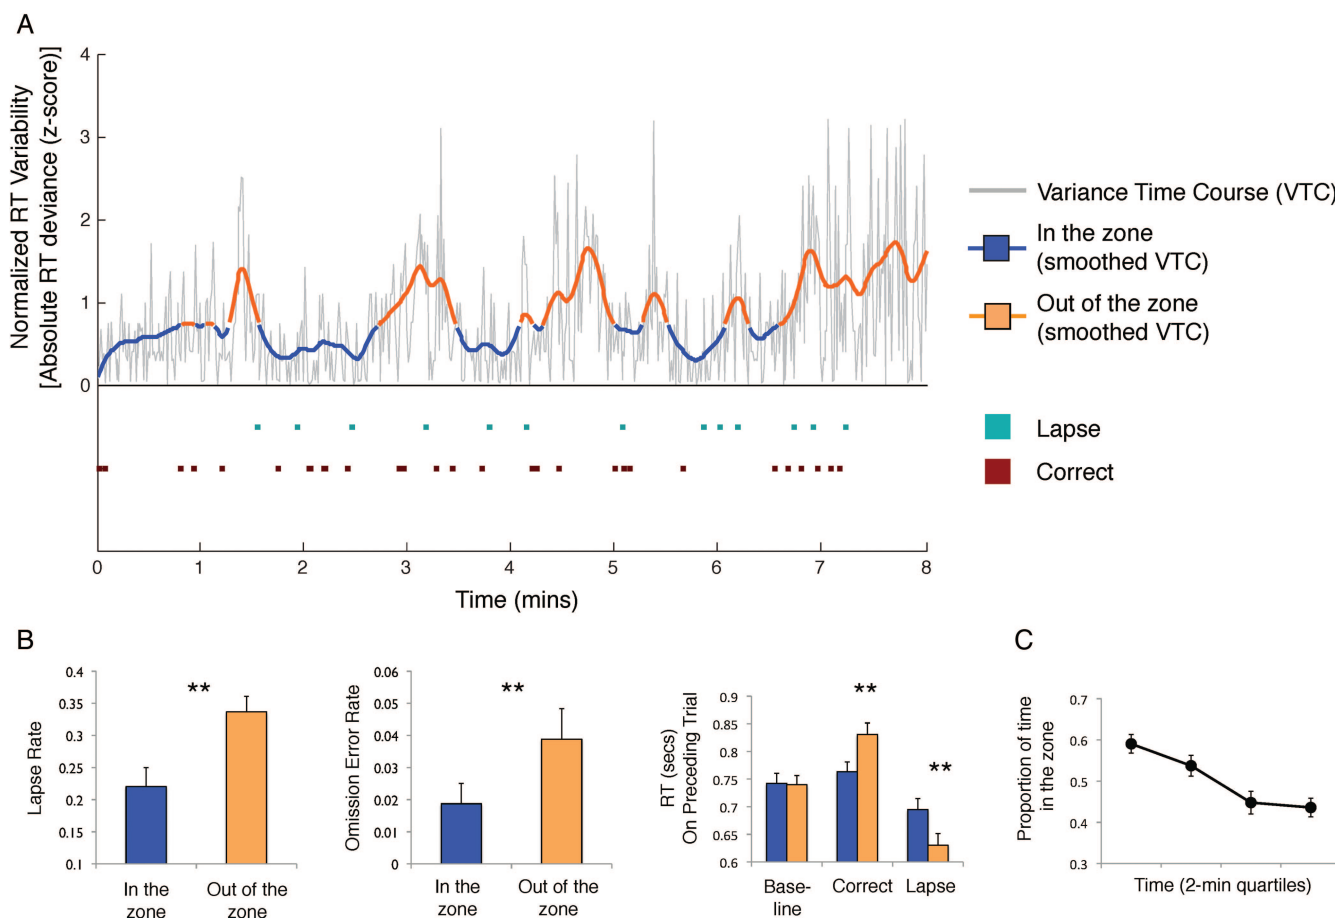 A
Normalized RT Variability
[Absolute RT deviance (z-score)]
4
3
2
1
0
0 1 2 3 4 5 6 7 8
Time (mins)
Variance Time Course (VTC)
In the zone
(smoothed VTC)
Out of the zone
(smoothed VTC)
Lapse
Correct
B
Lapse Rate
0.4
0.35
0.3
0.25
0.2
0.15
0.1
**
In the
zone
Out of the
zone
Omission Error Rate
0.06
0.05
0.04
0.03
0.02
0.01
0
**
In the
zone
Out of the
zone
RT (secs)
On Preceding Trial
0.9
0.85
0.8
0.75
0.7
0.65
0.6
**
**
Base-
line
Correct
Lapse
C
Proportion of time
in the zone
0.7
0.6
0.5
0.4
0.3
Time (2-min quartiles)